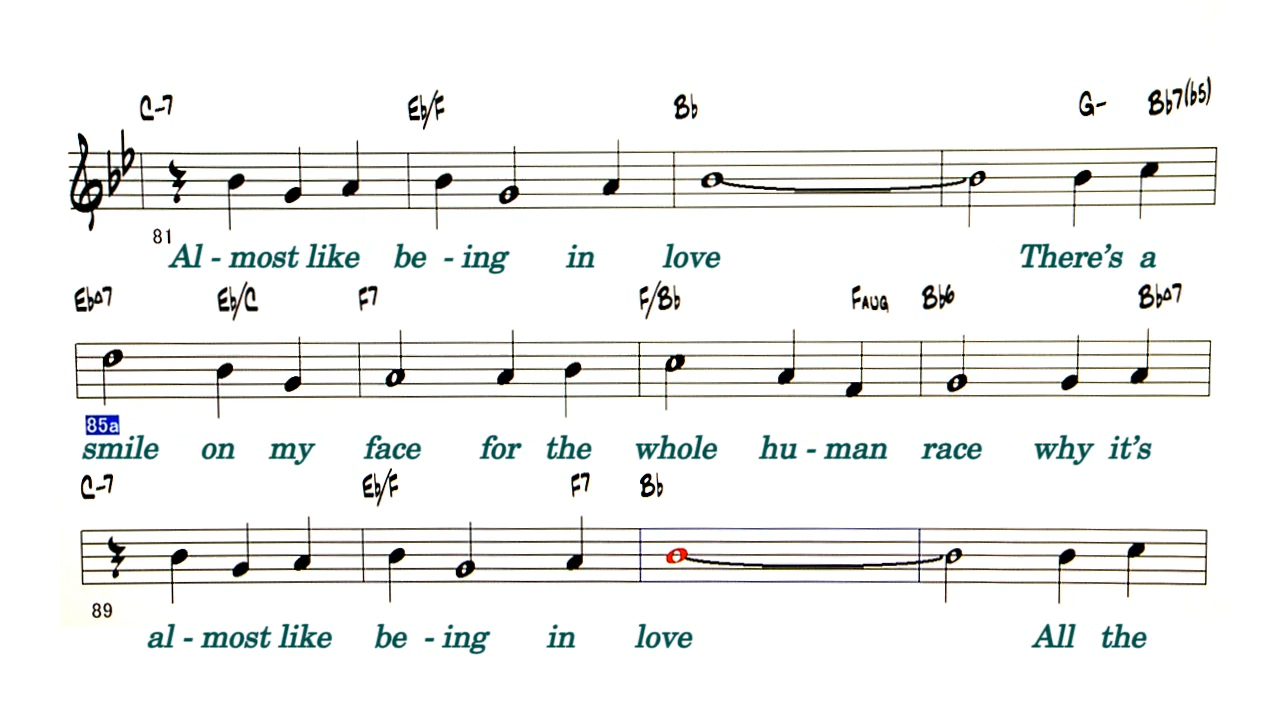 C-7 Eb/F Bb G- Bb7(b5)
81
Al - most like be - ing in love There's a
Eb△7 Eb/C F7 F/Bb FAUG Bb6 Bb△7
85a
smile on my face for the whole hu - man race why it's
C-7 Eb/F F7 Bb
89
al - most like be - ing in love All the